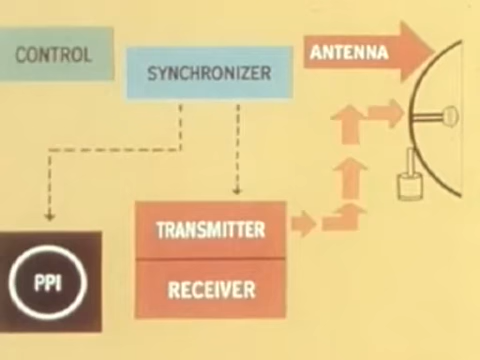 CONTROL
SYNCHRONIZER
ANTENNA
TRANSMITTER
PPI
RECEIVER